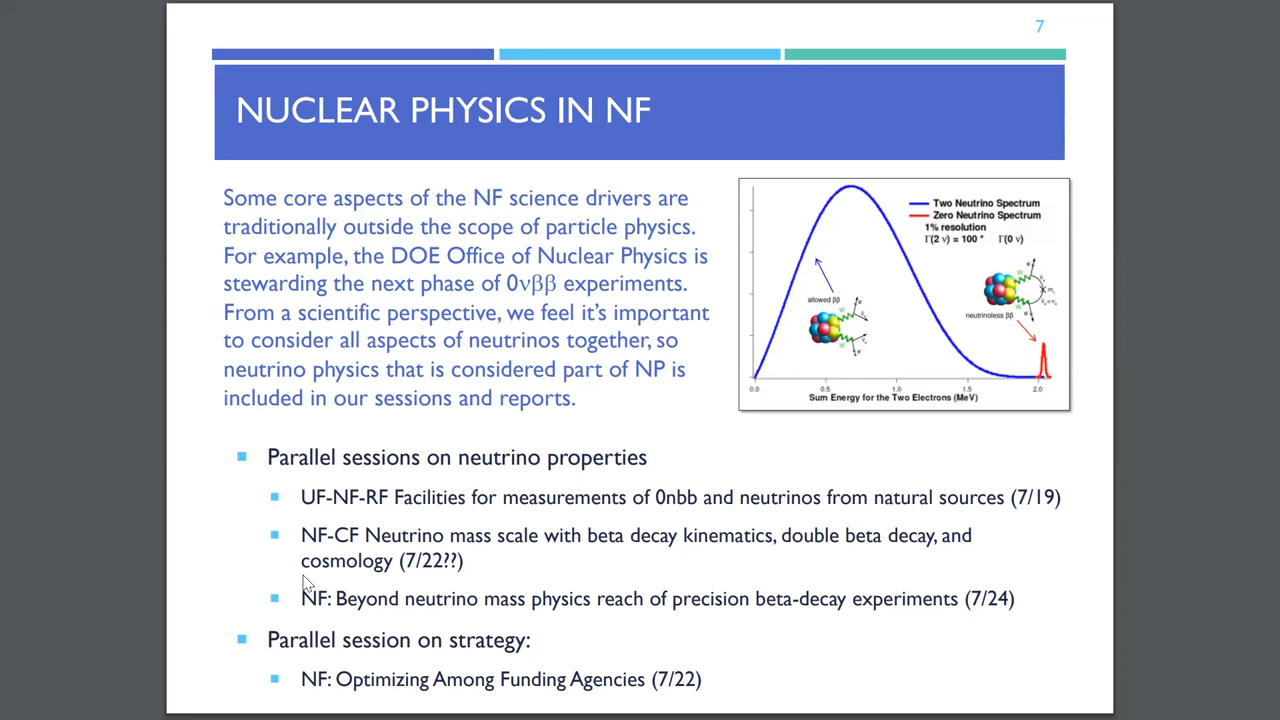 7
NUCLEAR PHYSICS IN NF
Some core aspects of the NF science drivers are
traditionally outside the scope of particle physics.
For example, the DOE Office of Nuclear Physics is
stewarding the next phase of 0νββ experiments.
From a scientific perspective, we feel it's important
to consider all aspects of neutrinos together, so
neutrino physics that is considered part of NP is
included in our sessions and reports.
Two Neutrino Spectrum
Zero Neutrino Spectrum
1% resolution
Γ(2 ν) = 100 * Γ(0 ν)
allowed ββ
neutrinoless ββ
0.0 0.5 1.0 1.5 2.0
Sum Energy for the Two Electrons (MeV)
Parallel sessions on neutrino properties
UF-NF-RF Facilities for measurements of 0nbb and neutrinos from natural sources (7/19)
NF-CF Neutrino mass scale with beta decay kinematics, double beta decay, and
cosmology (7/22??)
NF: Beyond neutrino mass physics reach of precision beta-decay experiments (7/24)
Parallel session on strategy:
NF: Optimizing Among Funding Agencies (7/22)